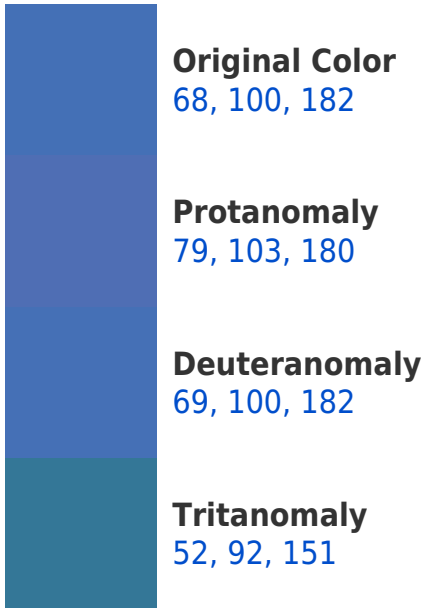 Original Color
68, 100, 182
Protanomaly
79, 103, 180
Deuteranomaly
69, 100, 182
Tritanomaly
52, 92, 151